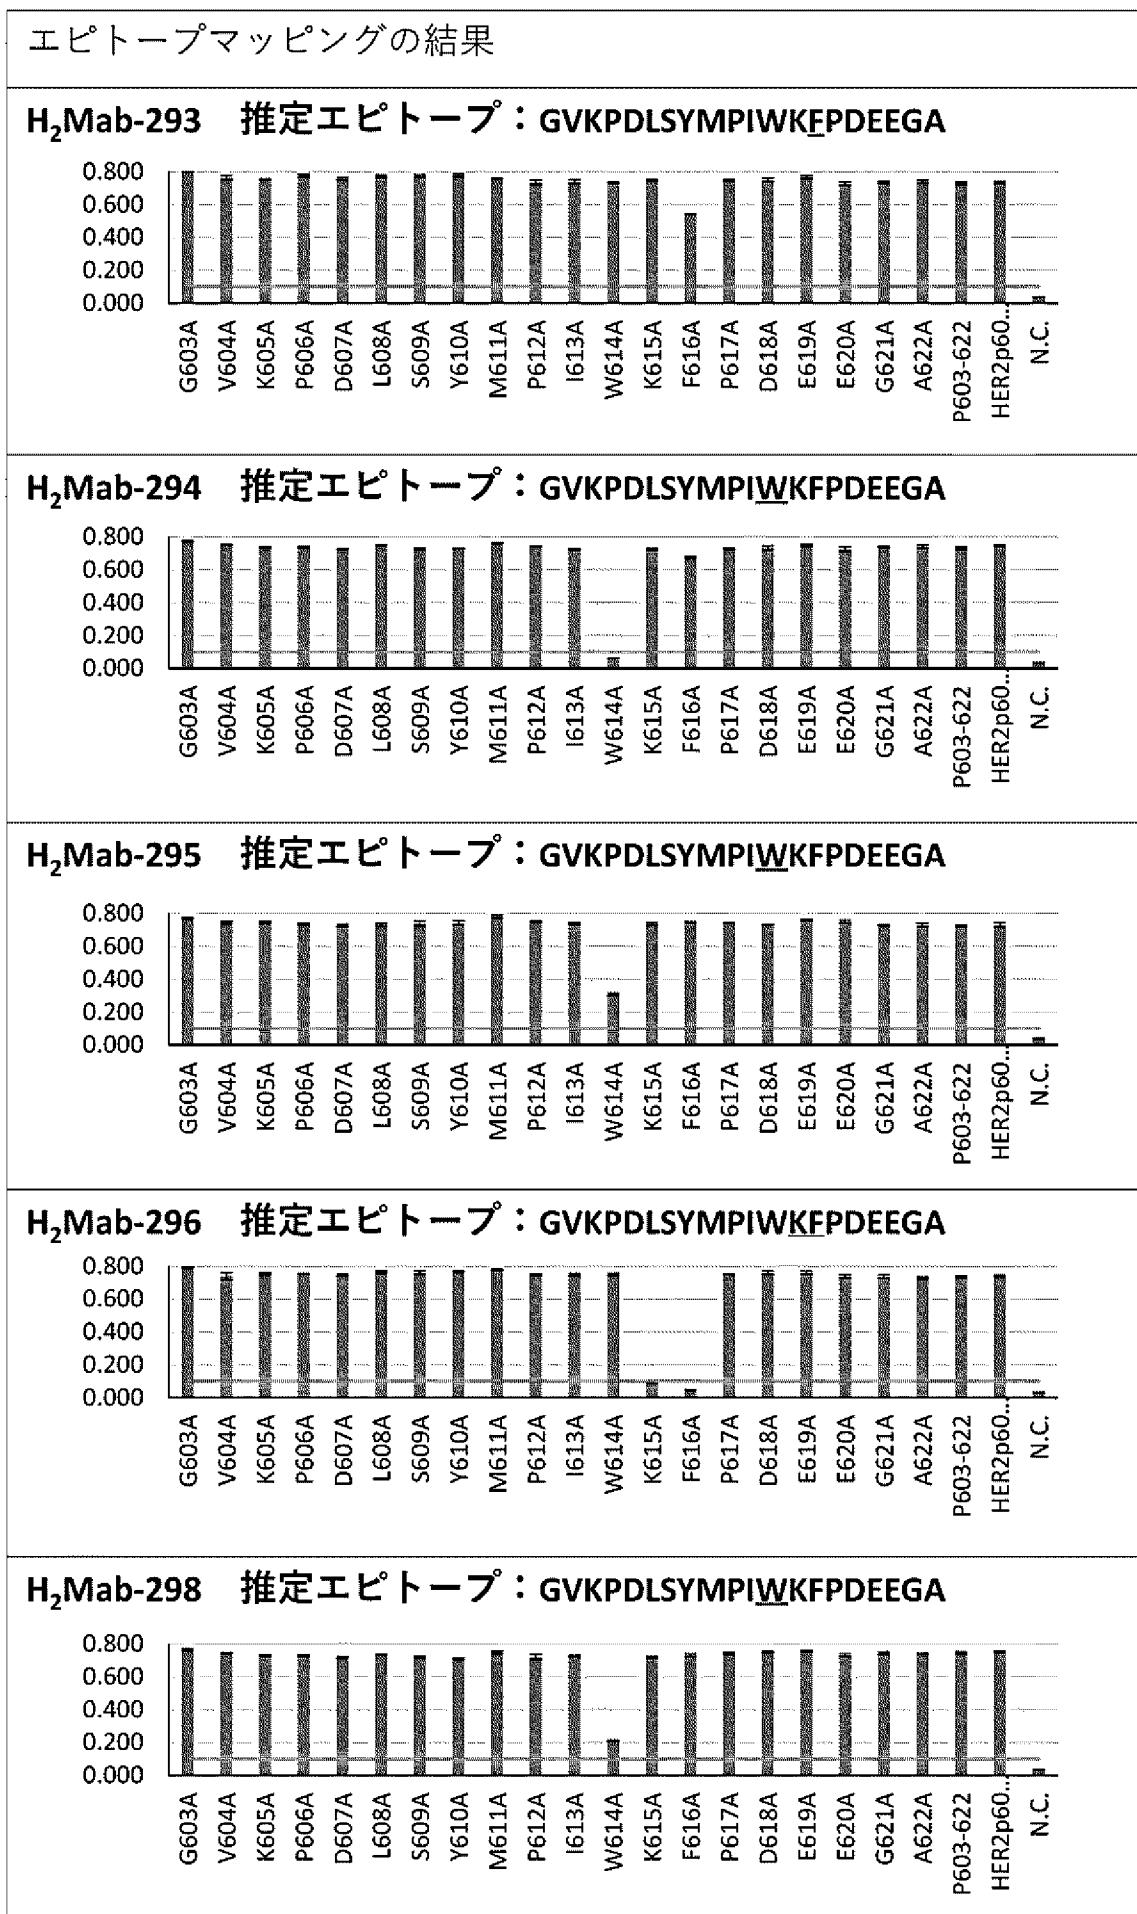 エピトープマッピングの結果
H₂Mab-293 推定エピトープ：GVKPDLSYMPIWKFPDEEGA
0.800
0.600
0.400
0.200
0.000
G603A V604A K605A P606A D607A L608A S609A Y610A M611A P612A I613A W614A K615A F616A P617A D618A E619A E620A G621A A622A P603-622 HER2p60... N.C.
H₂Mab-294 推定エピトープ：GVKPDLSYMPIWKFPDEEGA
0.800
0.600
0.400
0.200
0.000
G603A V604A K605A P606A D607A L608A S609A Y610A M611A P612A I613A W614A K615A F616A P617A D618A E619A E620A G621A A622A P603-622 HER2p60... N.C.
H₂Mab-295 推定エピトープ：GVKPDLSYMPIWKFPDEEGA
0.800
0.600
0.400
0.200
0.000
G603A V604A K605A P606A D607A L608A S609A Y610A M611A P612A I613A W614A K615A F616A P617A D618A E619A E620A G621A A622A P603-622 HER2p60... N.C.
H₂Mab-296 推定エピトープ：GVKPDLSYMPIWKFPDEEGA
0.800
0.600
0.400
0.200
0.000
G603A V604A K605A P606A D607A L608A S609A Y610A M611A P612A I613A W614A K615A F616A P617A D618A E619A E620A G621A A622A P603-622 HER2p60... N.C.
H₂Mab-298 推定エピトープ：GVKPDLSYMPIWKFPDEEGA
0.800
0.600
0.400
0.200
0.000
G603A V604A K605A P606A D607A L608A S609A Y610A M611A P612A I613A W614A K615A F616A P617A D618A E619A E620A G621A A622A P603-622 HER2p60... N.C.